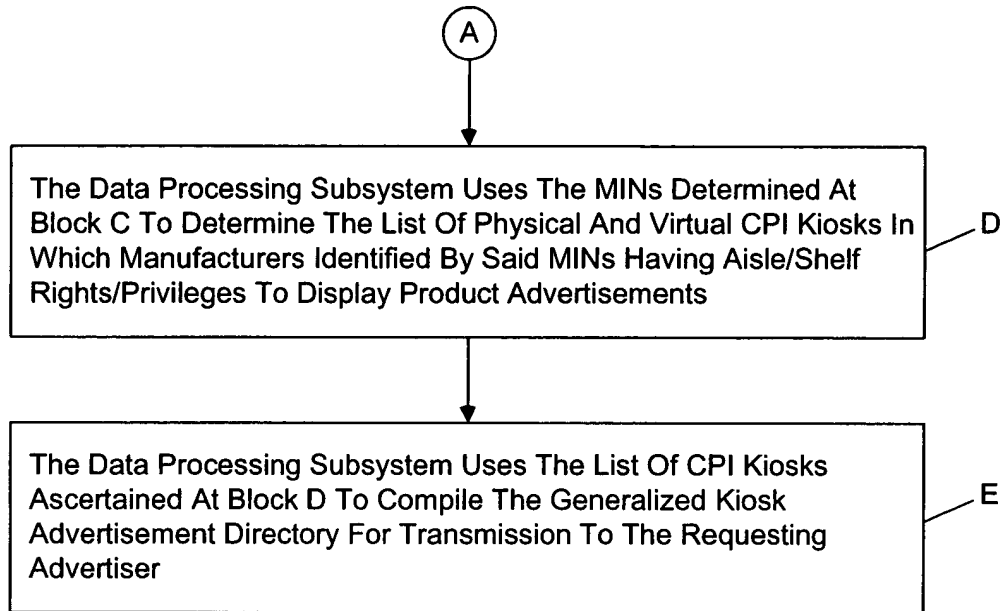 A
The Data Processing Subsystem Uses The MINs Determined At
Block C To Determine The List Of Physical And Virtual CPI Kiosks In
Which Manufacturers Identified By Said MINs Having Aisle/Shelf
Rights/Privileges To Display Product Advertisements
D
The Data Processing Subsystem Uses The List Of CPI Kiosks
Ascertained At Block D To Compile The Generalized Kiosk
Advertisement Directory For Transmission To The Requesting
Advertiser
E